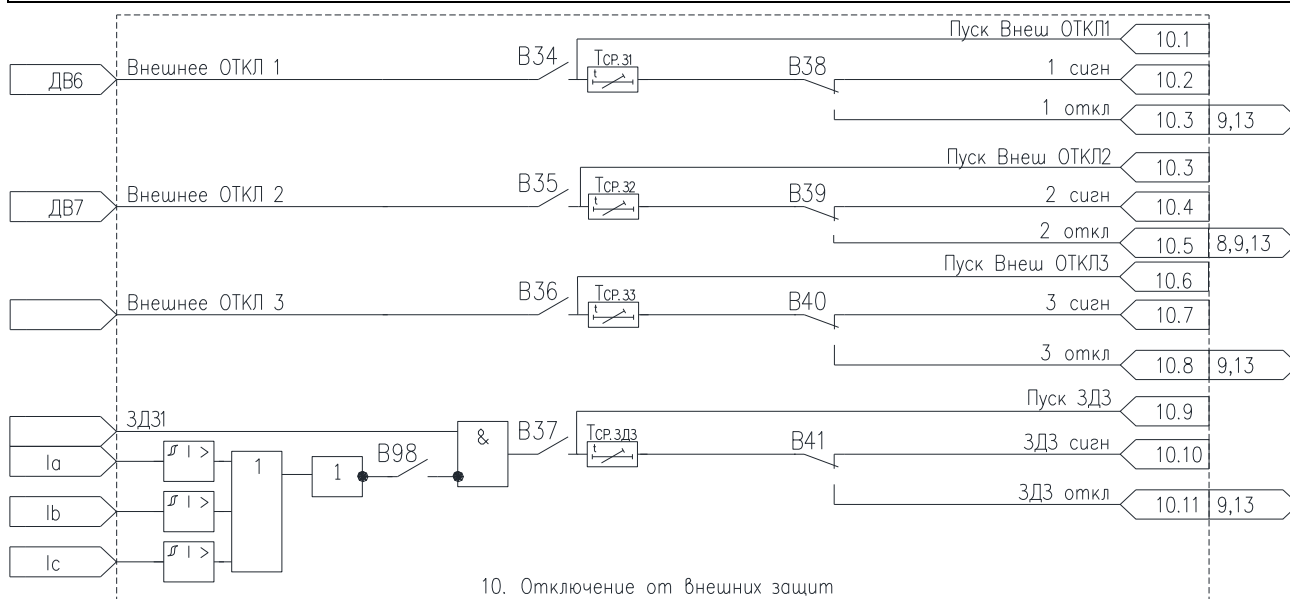 Пуск Внеш ОТКЛ1
10.1
ДВ6
Внешнее ОТКЛ 1
В34
Тср.31
t
В38
1 сигн
10.2
1 откл
10.3
9,13
Пуск Внеш ОТКЛ2
10.3
ДВ7
Внешнее ОТКЛ 2
В35
Тср.32
t
В39
2 сигн
10.4
2 откл
10.5
8,9,13
Пуск Внеш ОТКЛ3
10.6
Внешнее ОТКЛ 3
В36
Тср.33
t
В40
3 сигн
10.7
3 откл
10.8
9,13
Пуск ЗДЗ
10.9
ЗДЗ1
&
В37
Тср.ЗДЗ
t
В41
ЗДЗ сигн
10.10
Ia
I >
1
1
В98
ЗДЗ откл
10.11
9,13
Ib
I >
Ic
I >
10. Отключение от внешних защит